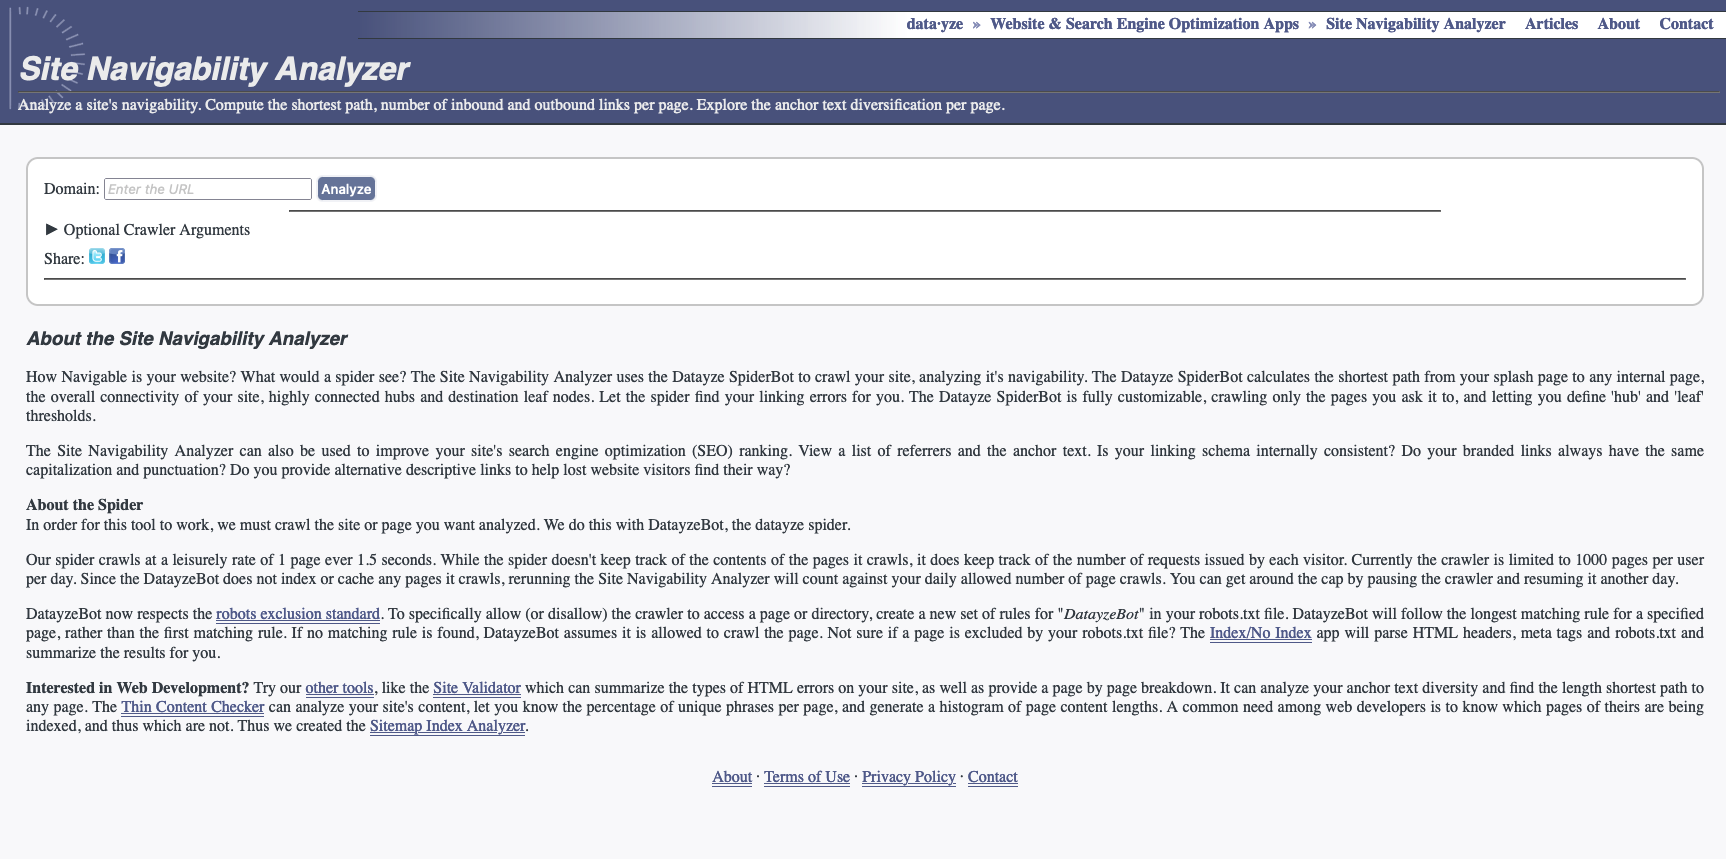 data·yze » Website & Search Engine Optimization Apps » Site Navigability Analyzer Articles About Contact
Site Navigability Analyzer
Analyze a site's navigability. Compute the shortest path, number of inbound and outbound links per page. Explore the anchor text diversification per page.
Domain: Enter the URL Analyze
▶ Optional Crawler Arguments
Share:
About the Site Navigability Analyzer
How Navigable is your website? What would a spider see? The Site Navigability Analyzer uses the Datayze SpiderBot to crawl your site, analyzing it's navigability. The Datayze SpiderBot calculates the shortest path from your splash page to any internal page,
the overall connectivity of your site, highly connected hubs and destination leaf nodes. Let the spider find your linking errors for you. The Datayze SpiderBot is fully customizable, crawling only the pages you ask it to, and letting you define 'hub' and 'leaf'
thresholds.
The Site Navigability Analyzer can also be used to improve your site's search engine optimization (SEO) ranking. View a list of referrers and the anchor text. Is your linking schema internally consistent? Do your branded links always have the same
capitalization and punctuation? Do you provide alternative descriptive links to help lost website visitors find their way?
About the Spider
In order for this tool to work, we must crawl the site or page you want analyzed. We do this with DatayzeBot, the datayze spider.
Our spider crawls at a leisurely rate of 1 page ever 1.5 seconds. While the spider doesn't keep track of the contents of the pages it crawls, it does keep track of the number of requests issued by each visitor. Currently the crawler is limited to 1000 pages per user
per day. Since the DatayzeBot does not index or cache any pages it crawls, rerunning the Site Navigability Analyzer will count against your daily allowed number of page crawls. You can get around the cap by pausing the crawler and resuming it another day.
DatayzeBot now respects the robots exclusion standard. To specifically allow (or disallow) the crawler to access a page or directory, create a new set of rules for "DatayzeBot" in your robots.txt file. DatayzeBot will follow the longest matching rule for a specified
page, rather than the first matching rule. If no matching rule is found, DatayzeBot assumes it is allowed to crawl the page. Not sure if a page is excluded by your robots.txt file? The Index/No Index app will parse HTML headers, meta tags and robots.txt and
summarize the results for you.
Interested in Web Development? Try our other tools, like the Site Validator which can summarize the types of HTML errors on your site, as well as provide a page by page breakdown. It can analyze your anchor text diversity and find the length shortest path to
any page. The Thin Content Checker can analyze your site's content, let you know the percentage of unique phrases per page, and generate a histogram of page content lengths. A common need among web developers is to know which pages of theirs are being
indexed, and thus which are not. Thus we created the Sitemap Index Analyzer.
About · Terms of Use · Privacy Policy · Contact